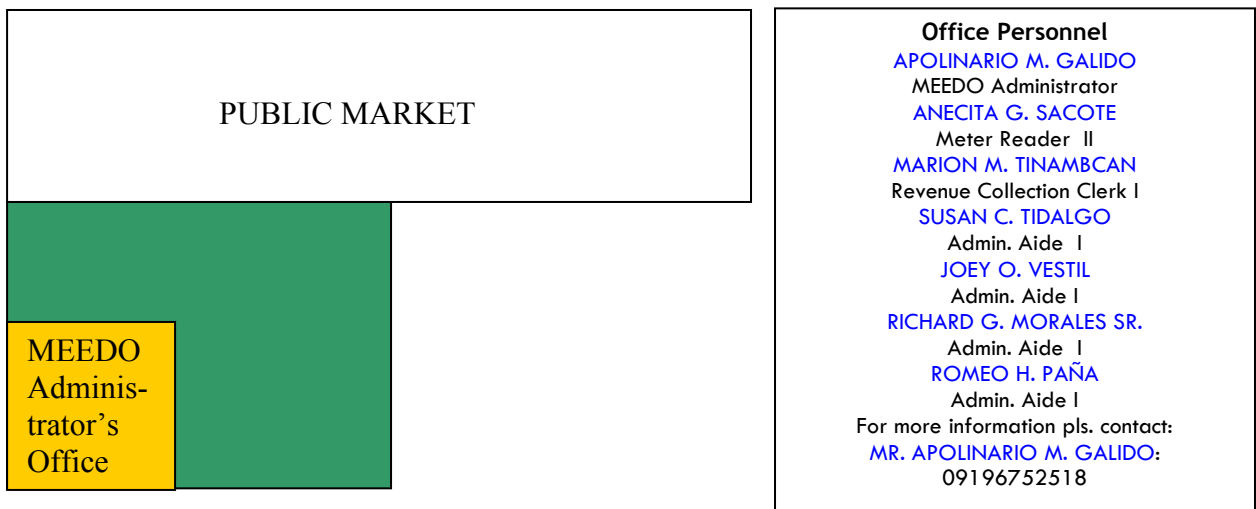 PUBLIC MARKET
MEEDO
Adminis-
trator’s
Office
Office Personnel
APOLINARIO M. GALIDO
MEEDO Administrator
ANECITA G. SACOTE
Meter Reader II
MARION M. TINAMBCAN
Revenue Collection Clerk I
SUSAN C. TIDALGO
Admin. Aide I
JOEY O. VESTIL
Admin. Aide I
RICHARD G. MORALES SR.
Admin. Aide I
ROMEO H. PAÑA
Admin. Aide I
For more information pls. contact:
MR. APOLINARIO M. GALIDO:
09196752518